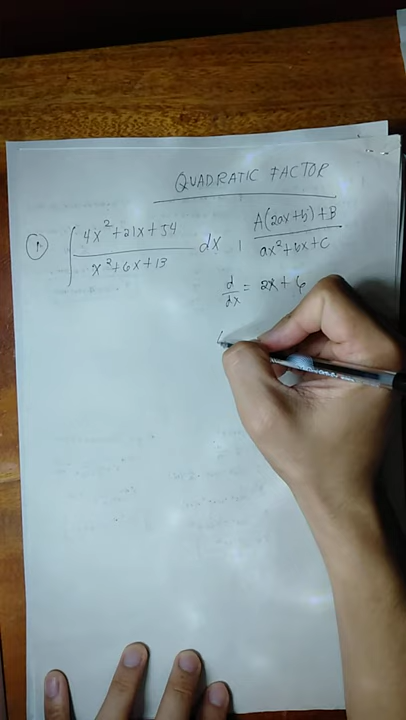 QUADRATIC FACTOR
① ∫ (4x²+21x+54)/(x²+6x+13) dx | (A(2ax+b)+B)/(ax²+bx+C)
d/dx = 2x + 6